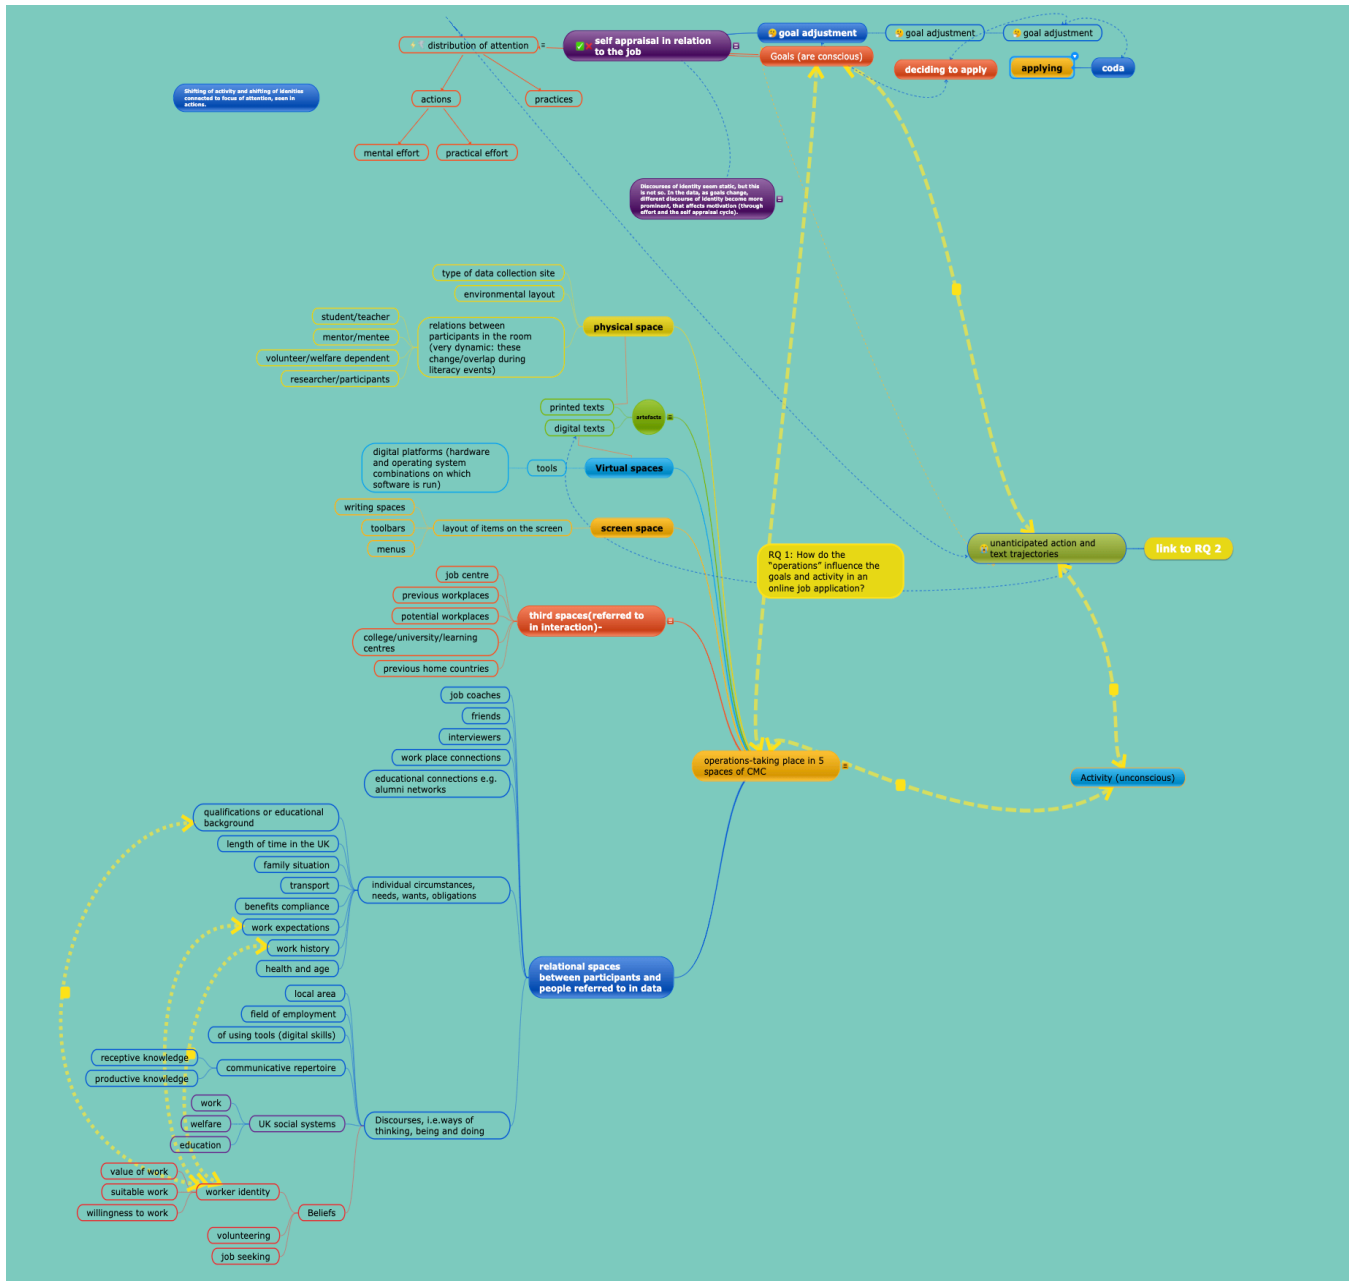 distribution of attention
self appraisal in relation
to the job
goal adjustment
goal adjustment.
goal adjustment
Goals (are conscious)
deciding to apply
applying
coda
Shifting of activity and shifting of idenities
connected to focus of attention, seen in
actions.
actions
practices
mental effort
practical effort
Discourses of identity seem static, but this
is not so. In the data, as goals change,
different discourse of identity become more
prominent, that affects motivation (through
effort and the self appraisal cycle).
type of data collection site
environmental layout
physical space
relations between
participants in the room
(very dynamic: these
change/overlap during
literacy events)
student/teacher
mentor/mentee
volunteer/welfare dependent
researcher/participants
printed texts
digital texts
artefacts
digital platforms (hardware
and operating system
combinations on which
software is run)
tools
Virtual spaces
writing spaces
toolbars
menus
layout of items on the screen
screen space
RQ 1: How do the
"operations" influence the
goals and activity in an
online job application?
unanticipated action and
text trajectories
link to RQ 2
job centre
previous workplaces
potential workplaces
college/university/learning
centres
previous home countries
third spaces(referred to
in interaction)-
job coaches
friends
interviewers
work place connections
educational connections e.g.
alumni networks
operations-taking place in 5
spaces of CMC
Activity (unconscious)
qualifications or educational
background
length of time in the UK
family situation
transport
benefits compliance
work expectations
work history
health and age
individual circumstances,
needs, wants, obligations
relational spaces
between participants and
people referred to in data
local area
field of employment
of using tools (digital skills)
receptive knowledge
productive knowledge
communicative repertoire
work
welfare
education
UK social systems
Discourses, i.e.ways of
thinking, being and doing
value of work
suitable work
willingness to work
worker identity
Beliefs
volunteering
job seeking